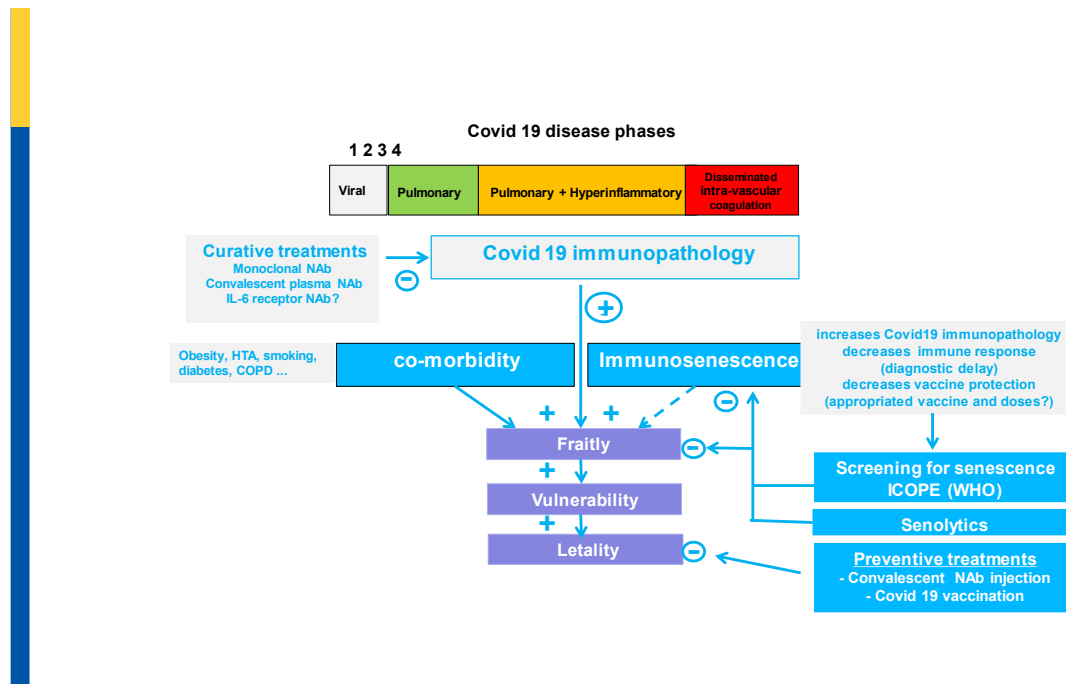 Covid 19 disease phases
1 2 3 4
Viral
Pulmonary
Pulmonary + Hyperinflammatory
Disseminated
intra-vascular
coagulation
Curative treatments
Monoclonal NAb
Convalescent plasma NAb
IL-6 receptor NAb?
−
Covid 19 immunopathology
+
Obesity, HTA, smoking,
diabetes, COPD ...
co-morbidity
Immunosenescence
−
increases Covid19 immunopathology
decreases immune response
(diagnostic delay)
decreases vaccine protection
(appropriated vaccine and doses?)
+ +
Fraitly
−
+
Vulnerability
+
Letality
−
Screening for senescence
ICOPE (WHO)
Senolytics
Preventive treatments
- Convalescent NAb injection
- Covid 19 vaccination